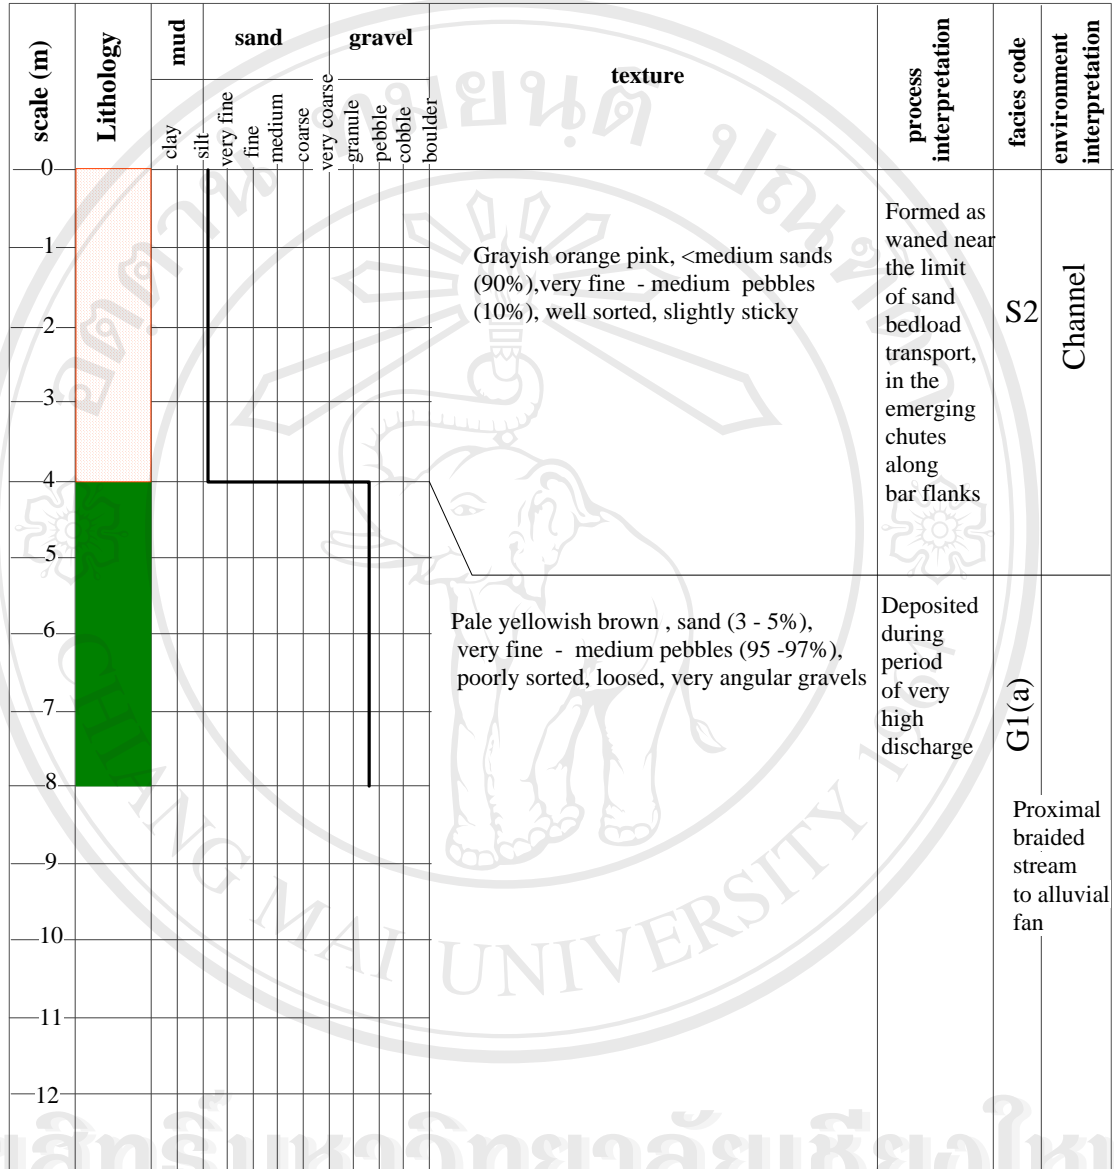 scale (m)
Lithology
mud
sand
gravel
texture
process
interpretation
facies code
environment
interpretation
clay
silt
very fine
fine
medium
coarse
very coarse
granule
pebble
cobble
boulder
0
1
2
3
4
5
6
7
8
9
10
11
12
Grayish orange pink, <medium sands
(90%),very fine - medium pebbles
(10%), well sorted, slightly sticky
Formed as
waned near
the limit
of sand
bedload
transport,
in the
emerging
chutes
along
bar flanks
S2
Channel
Pale yellowish brown , sand (3 - 5%),
very fine - medium pebbles (95 -97%),
poorly sorted, loosed, very angular gravels
Deposited
during
period
of very
high
discharge
G1(a)
Proximal
braided
stream
to alluvial
fan
CHIANG MAI UNIVERSITY 1964